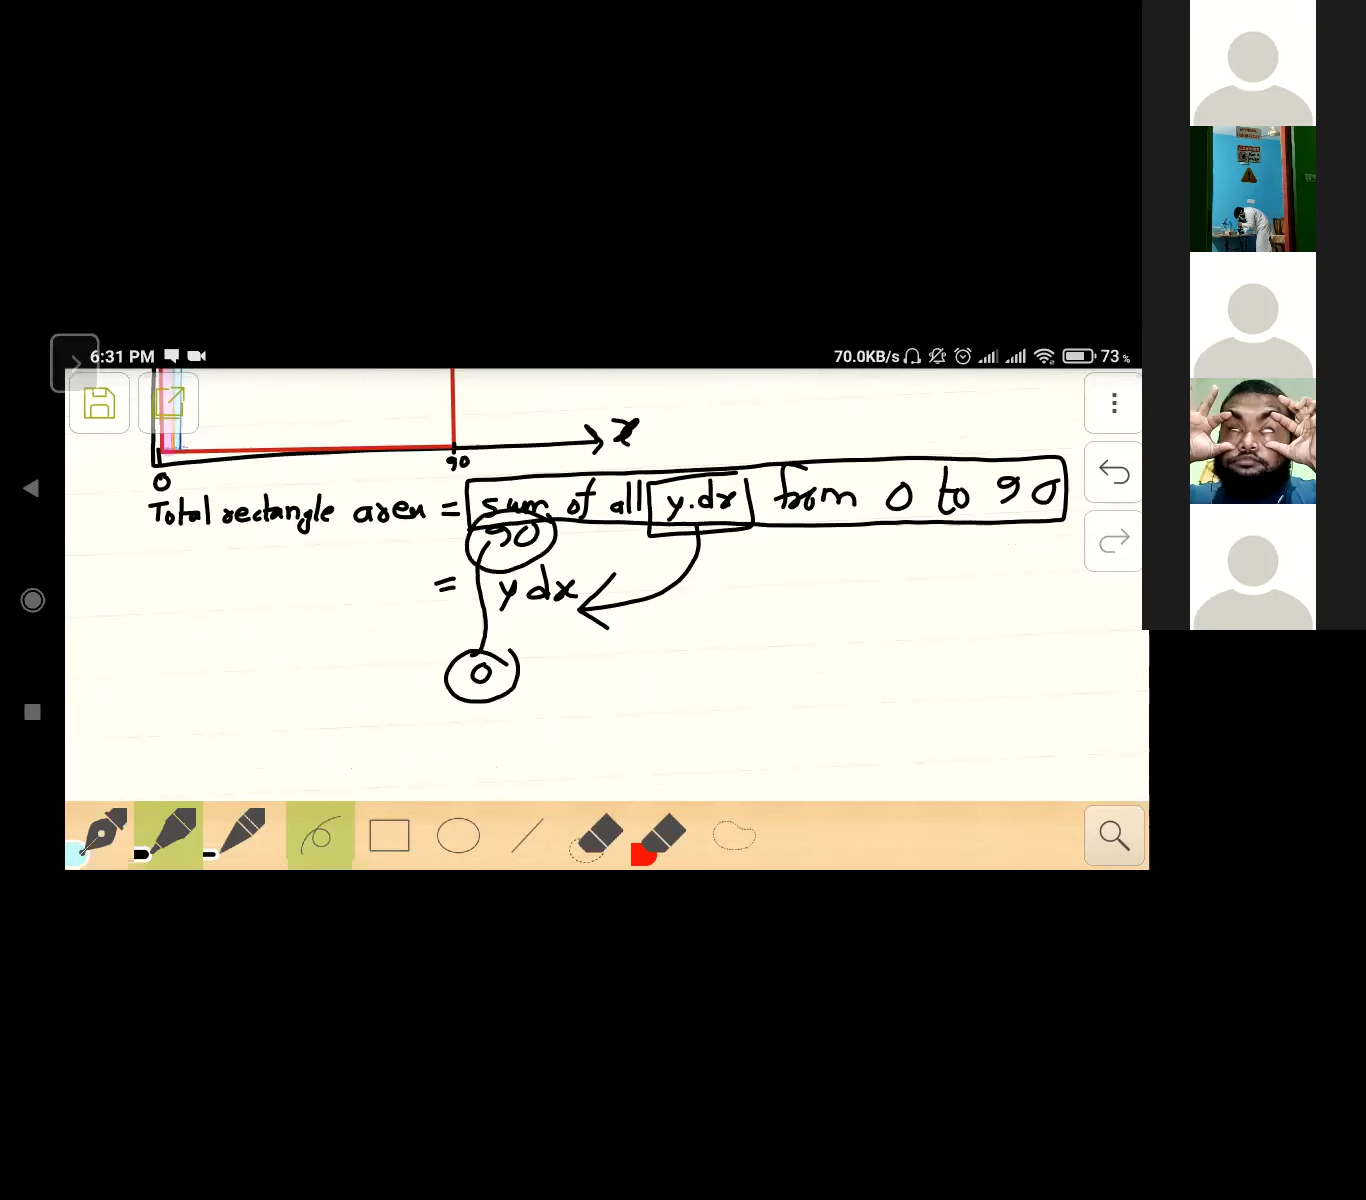 6:31 PM 70.0KB/s 73 %
x
90
0
Total rectangle area = sum of all y.dx from 0 to 90
90
= ∫ y dx
0